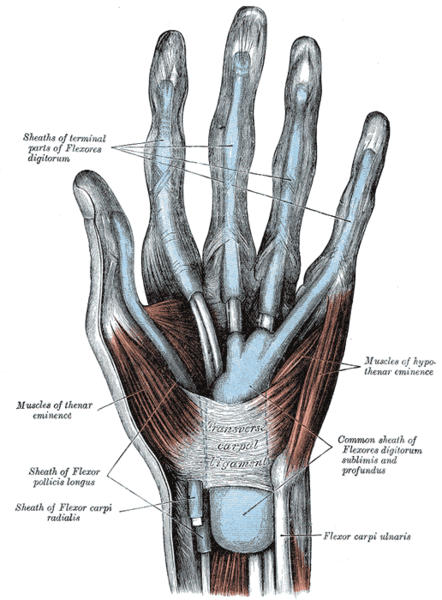 Sheaths of terminal
parts of Flexores
digitorum
Muscles of hypo-
thenar eminence
Muscles of thenar
eminence
Transverse
carpal
ligament
Common sheath of
Flexores digitorum
sublimis and
profundus
Sheath of Flexor
pollicis longus
Sheath of Flexor carpi
radialis
Flexor carpi ulnaris